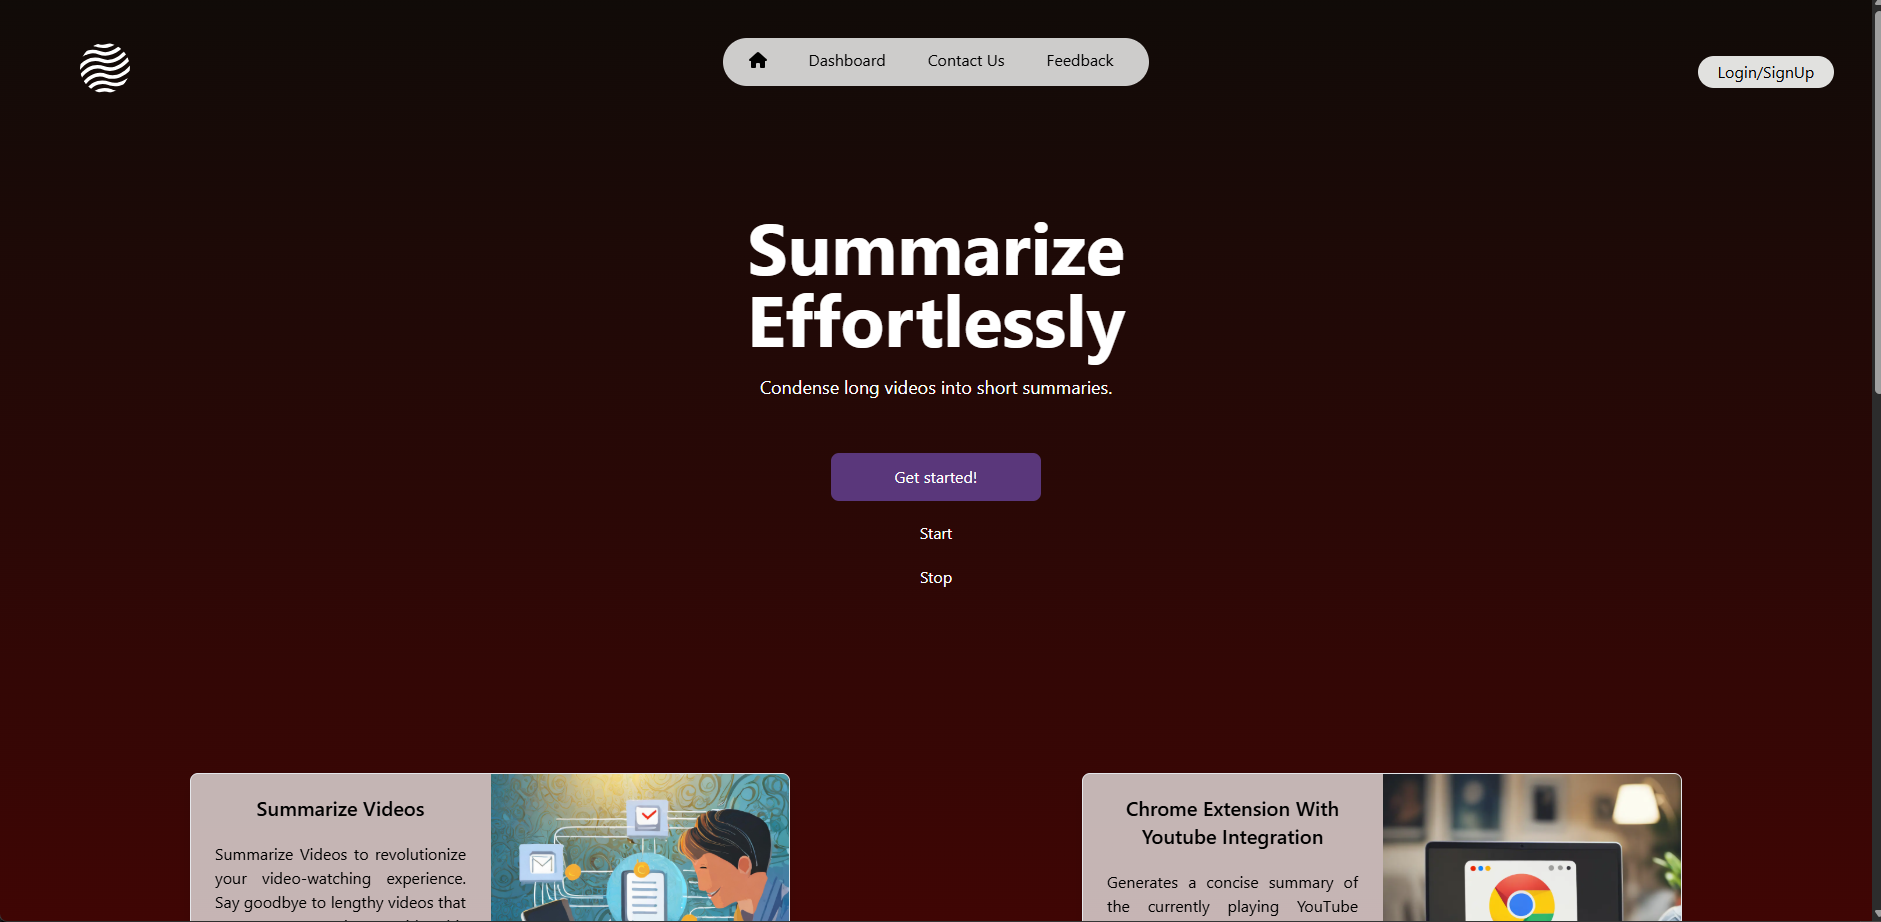 Dashboard Contact Us Feedback
Login/SignUp
Summarize
Effortlessly
Condense long videos into short summaries.
Get started!
Start
Stop
Summarize Videos
Summarize Videos to revolutionize
your video-watching experience.
Say goodbye to lengthy videos that
Chrome Extension With
Youtube Integration
Generates a concise summary of
the currently playing YouTube